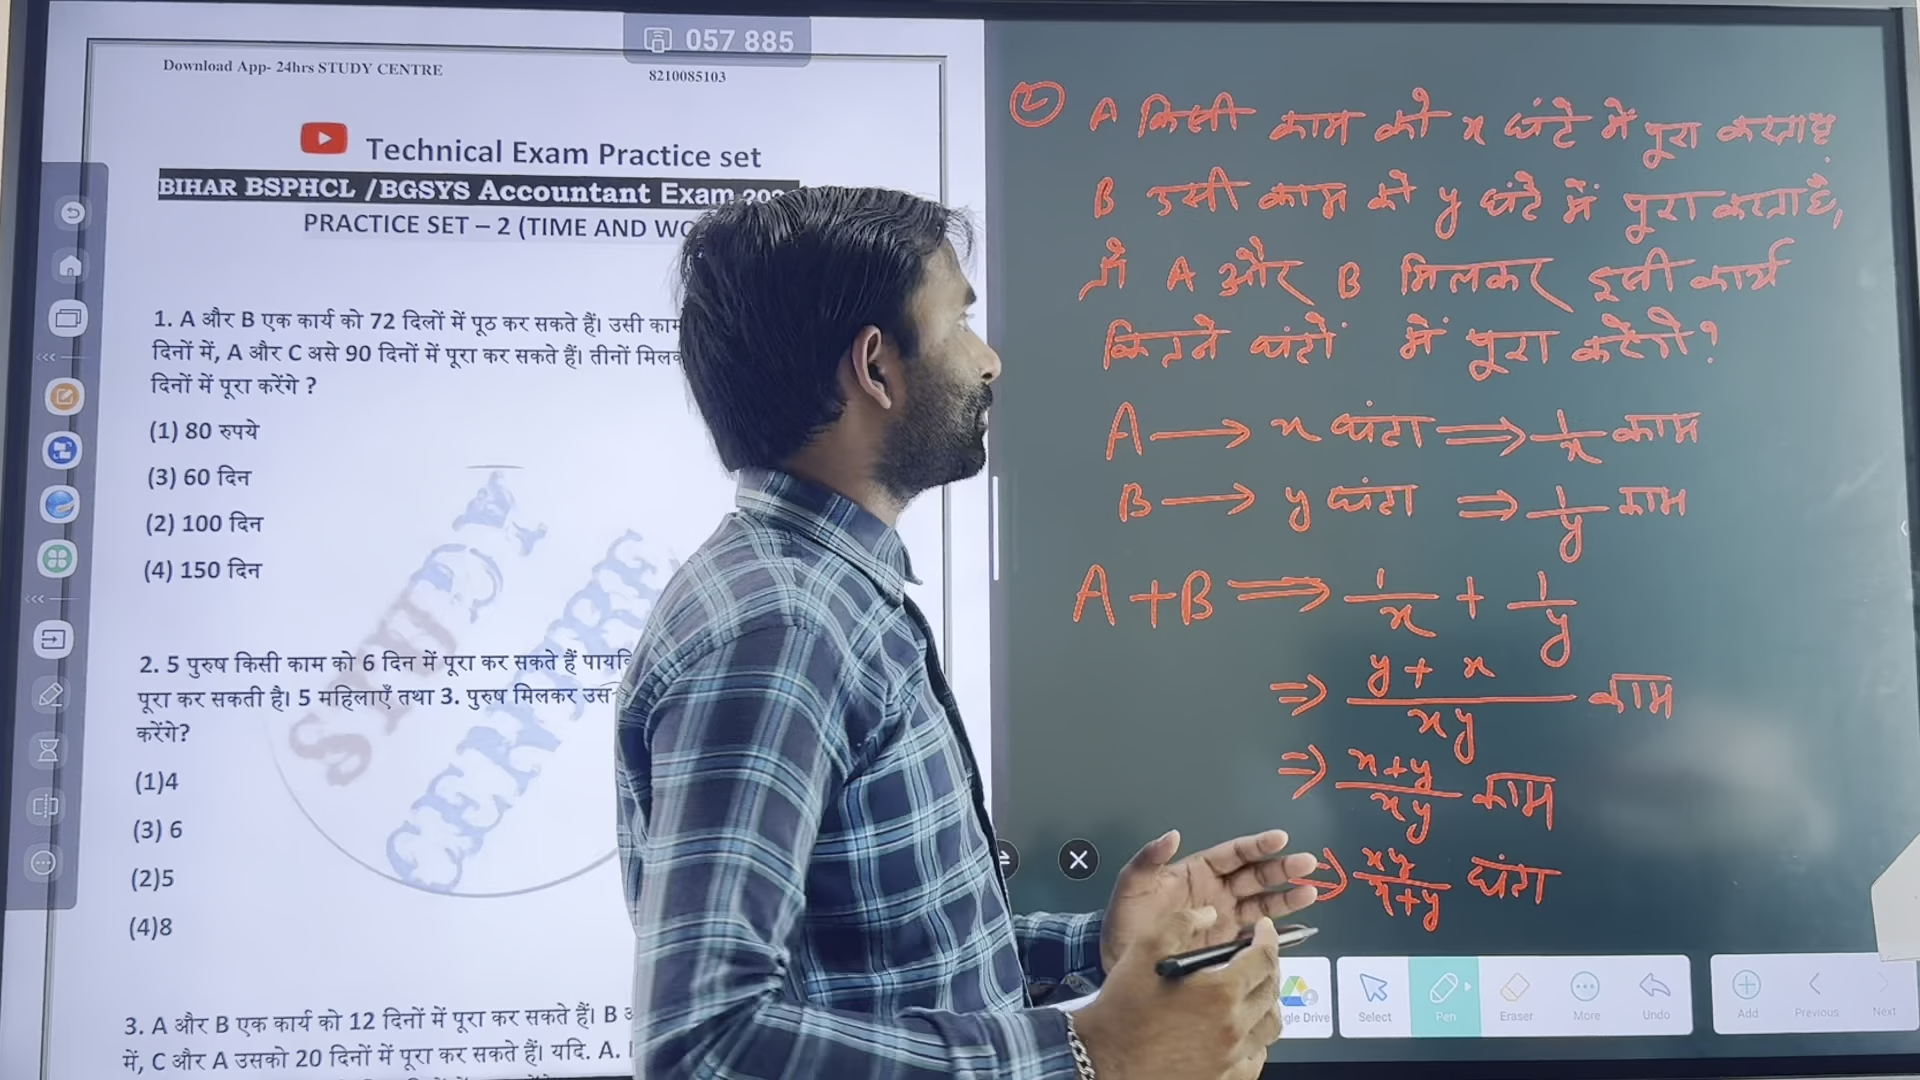 057 885
Download App- 24hrs STUDY CENTRE
8210085103
Technical Exam Practice set
BIHAR BSPHCL /BGSYS Accountant Exam
PRACTICE SET – 2 (TIME AND
1. A और B एक कार्य को 72 दिलों में पूठ कर सकते हैं। उसी काम
दिनों में, A और C असे 90 दिनों में पूरा कर सकते हैं। तीनों
दिनों में पूरा करेंगे ?
(1) 80 रुपये
(3) 60 दिन
(2) 100 दिन
(4) 150 दिन
STUDY
CENTRE
2. 5 पुरुष किसी काम को 6 दिन में पूरा कर सकते हैं
पूरा कर सकती है। 5 महिलाएँ तथा 3. पुरुष मिलकर उस
करेंगे?
(1)4
(3) 6
(2)5
(4)8
3. A और B एक कार्य को 12 दिनों में पूरा कर सकते हैं। B
में, C और A उसको 20 दिनों में पूरा कर सकते हैं। यदि. A.
A किसी काम को x घंटे में पूरा करता है
B उसी काम को y घंटे में पूरा करता है,
तो A और B मिलकर इसी कार्य
कितने घंटों में पूरा करेंगे?
A → x घंटा ⇒ 1/x काम
B → y घंटा ⇒ 1/y काम
A+B ⇒ 1/x + 1/y
⇒ y+x/xy काम
⇒ x+y/xy काम
⇒ xy/x+y घंटा
gle Drive
Select
Pen
Eraser
More
Undo
Add
Previous
Next